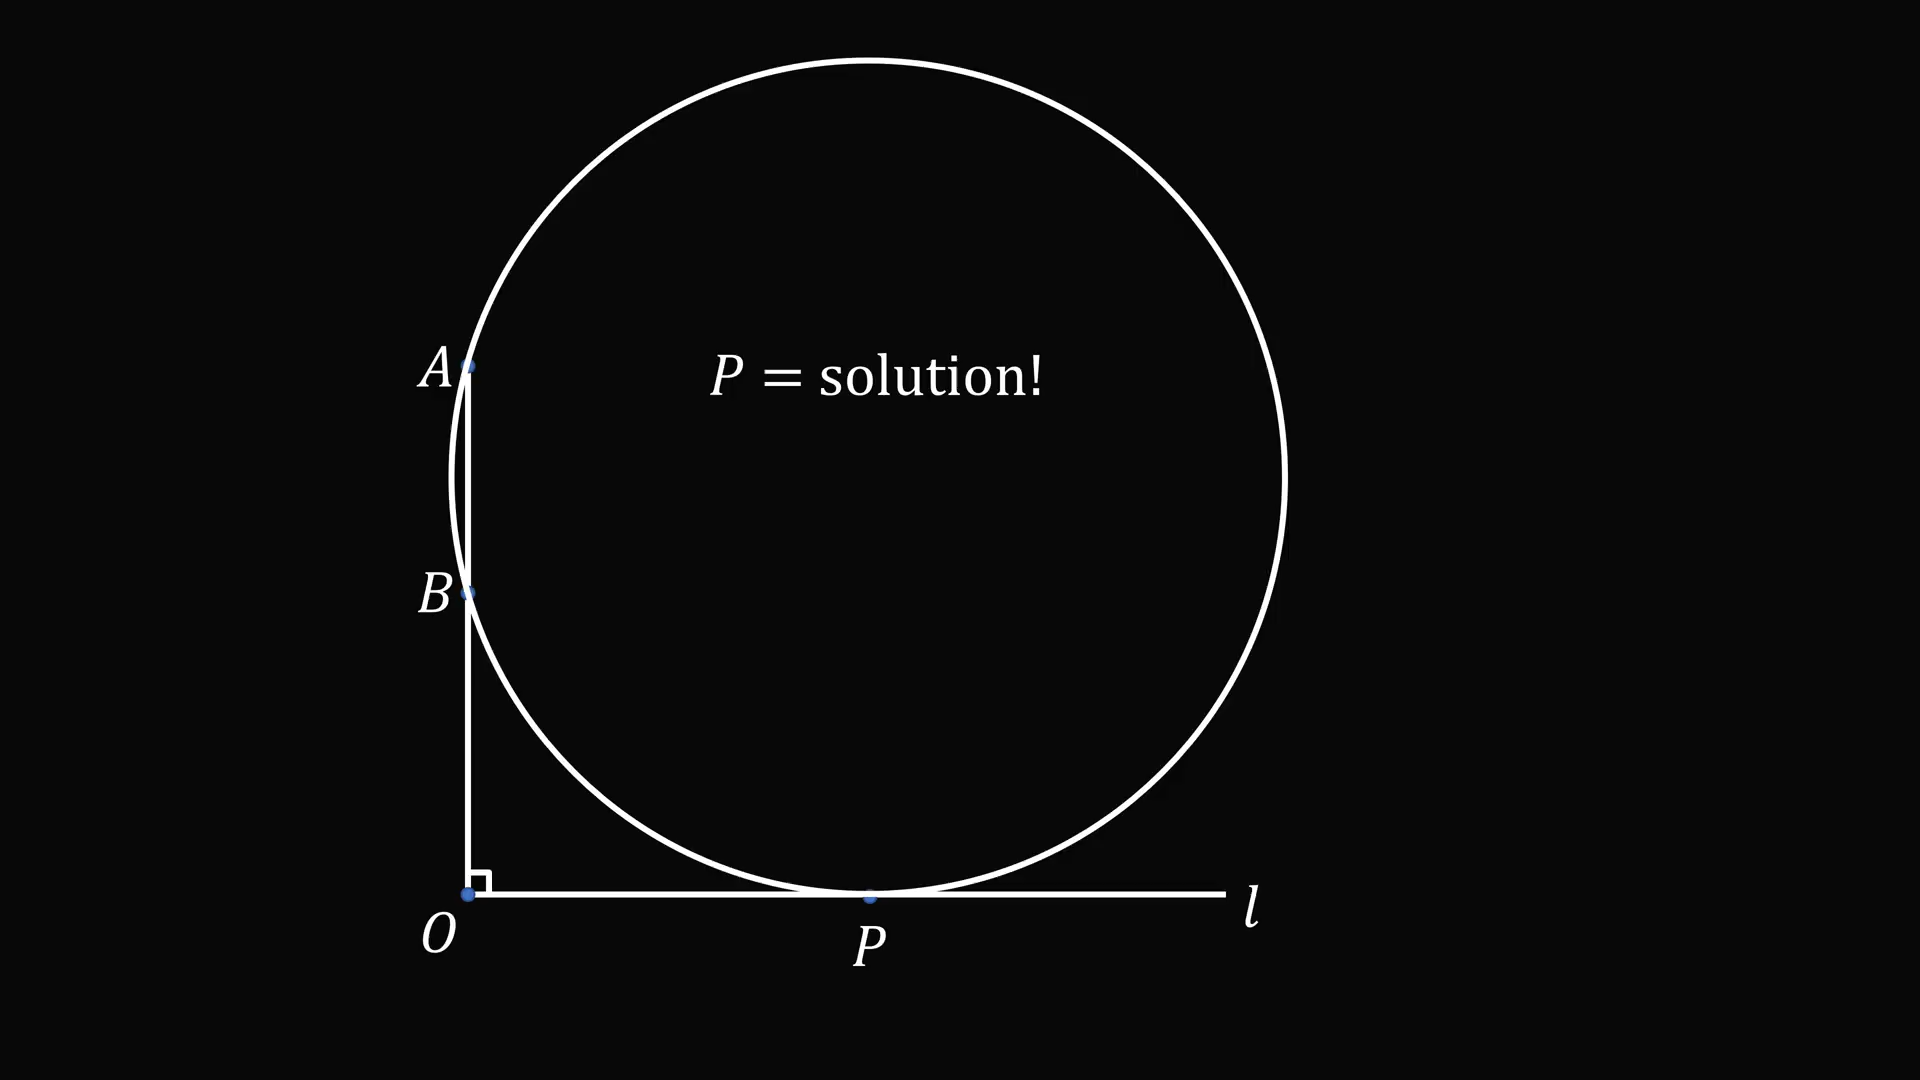 A
P = solution!
B
O
P
l